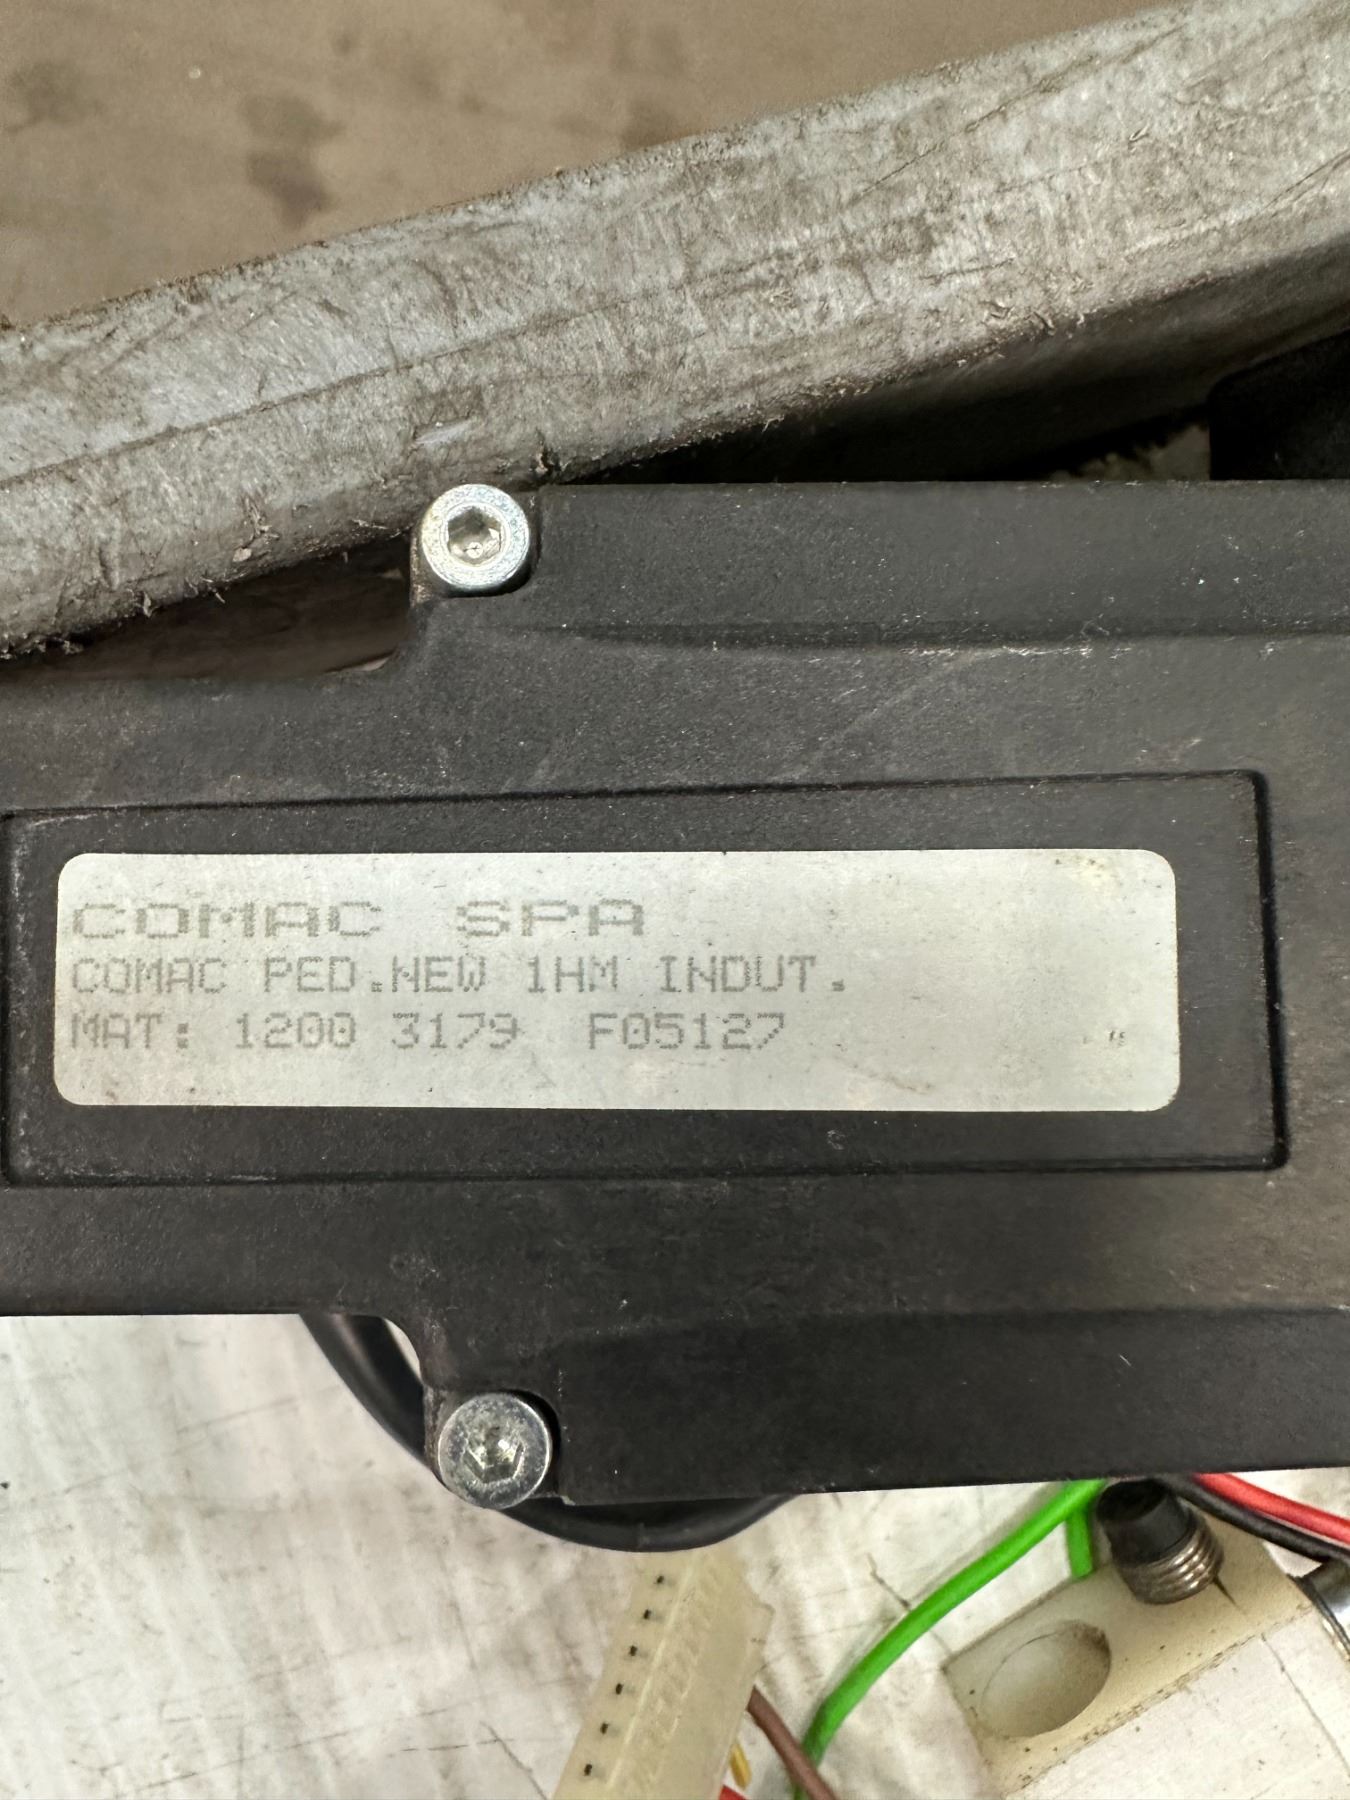 COMAC SPA
COMAC PED.NEW 1HM INDUT.
MAT: 1200 3179 F05127